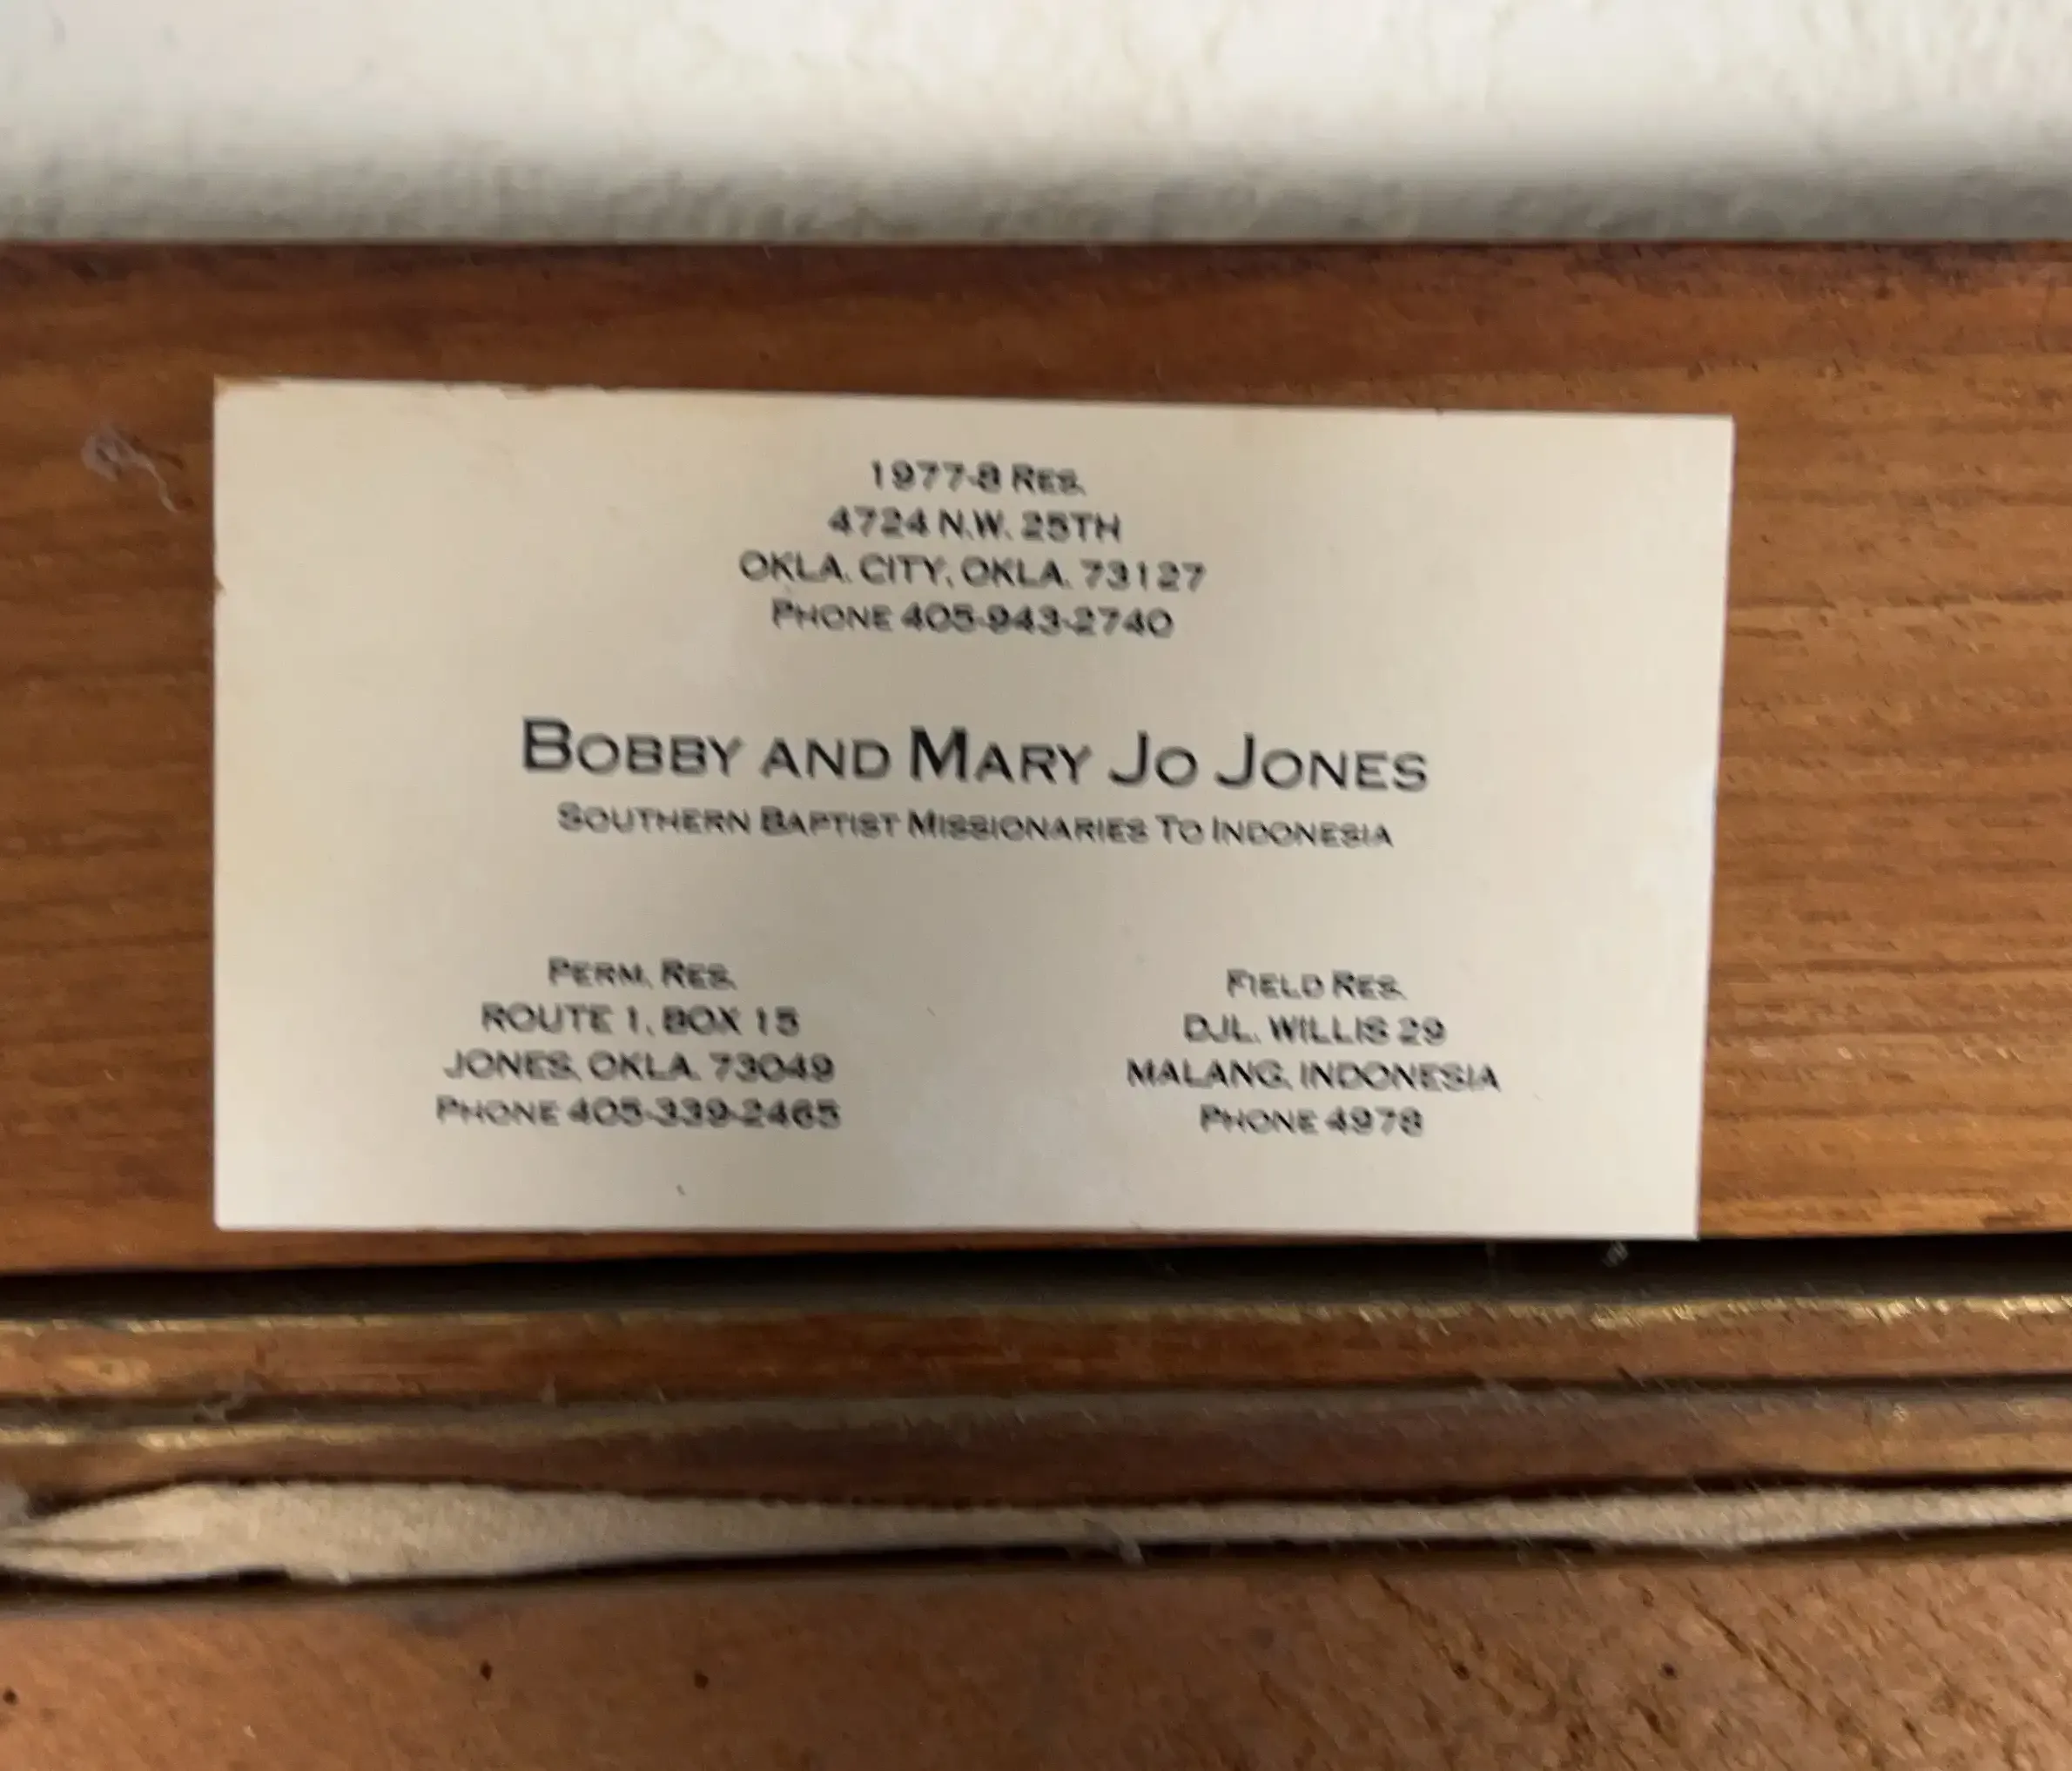 1977-8 RES.
4724 N.W. 25TH
OKLA. CITY, OKLA. 73127
PHONE 405-943-2740
BOBBY AND MARY JO JONES
SOUTHERN BAPTIST MISSIONARIES TO INDONESIA
PERM. RES.
ROUTE 1, BOX 15
JONES, OKLA. 73049
PHONE 405-339-2465
FIELD RES.
DJL. WILLIS 29
MALANG, INDONESIA
PHONE 4978